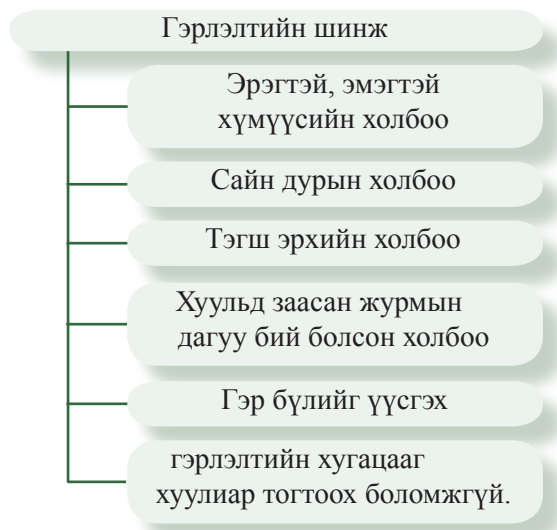 Гэрлэлтийн шинж
Эрэгтэй, эмэгтэй
хүмүүсийн холбоо
Сайн дурын холбоо
Тэгш эрхийн холбоо
Хуульд заасан журмын
дагуу бий болсон холбоо
Гэр бүлийг үүсгэх
гэрлэлтийн хугацааг
хуулиар тогтоох боломжгүй.